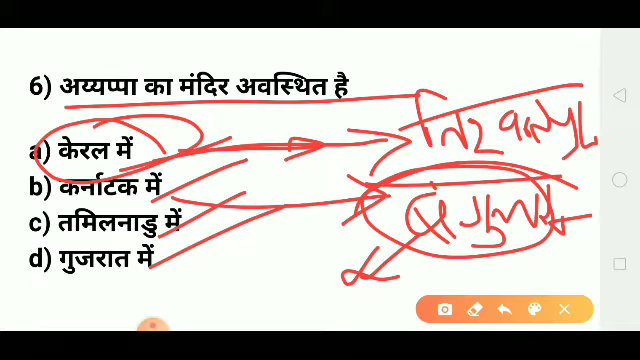 6) अय्यप्पा का मंदिर अवस्थित है
a) केरल में
b) कर्नाटक में
c) तमिलनाडु में
d) गुजरात में